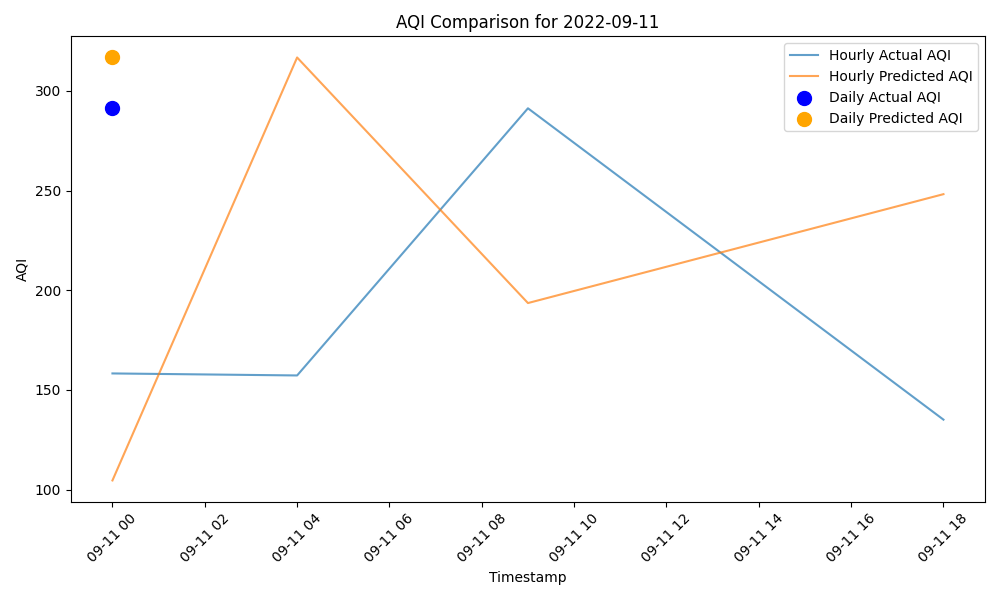 AQI Comparison for 2022-09-11
Hourly Actual AQI
Hourly Predicted AQI
Daily Actual AQI
Daily Predicted AQI
AQI
300
250
200
150
100
09-11 00
09-11 02
09-11 04
09-11 06
09-11 08
09-11 10
09-11 12
09-11 14
09-11 16
09-11 18
Timestamp